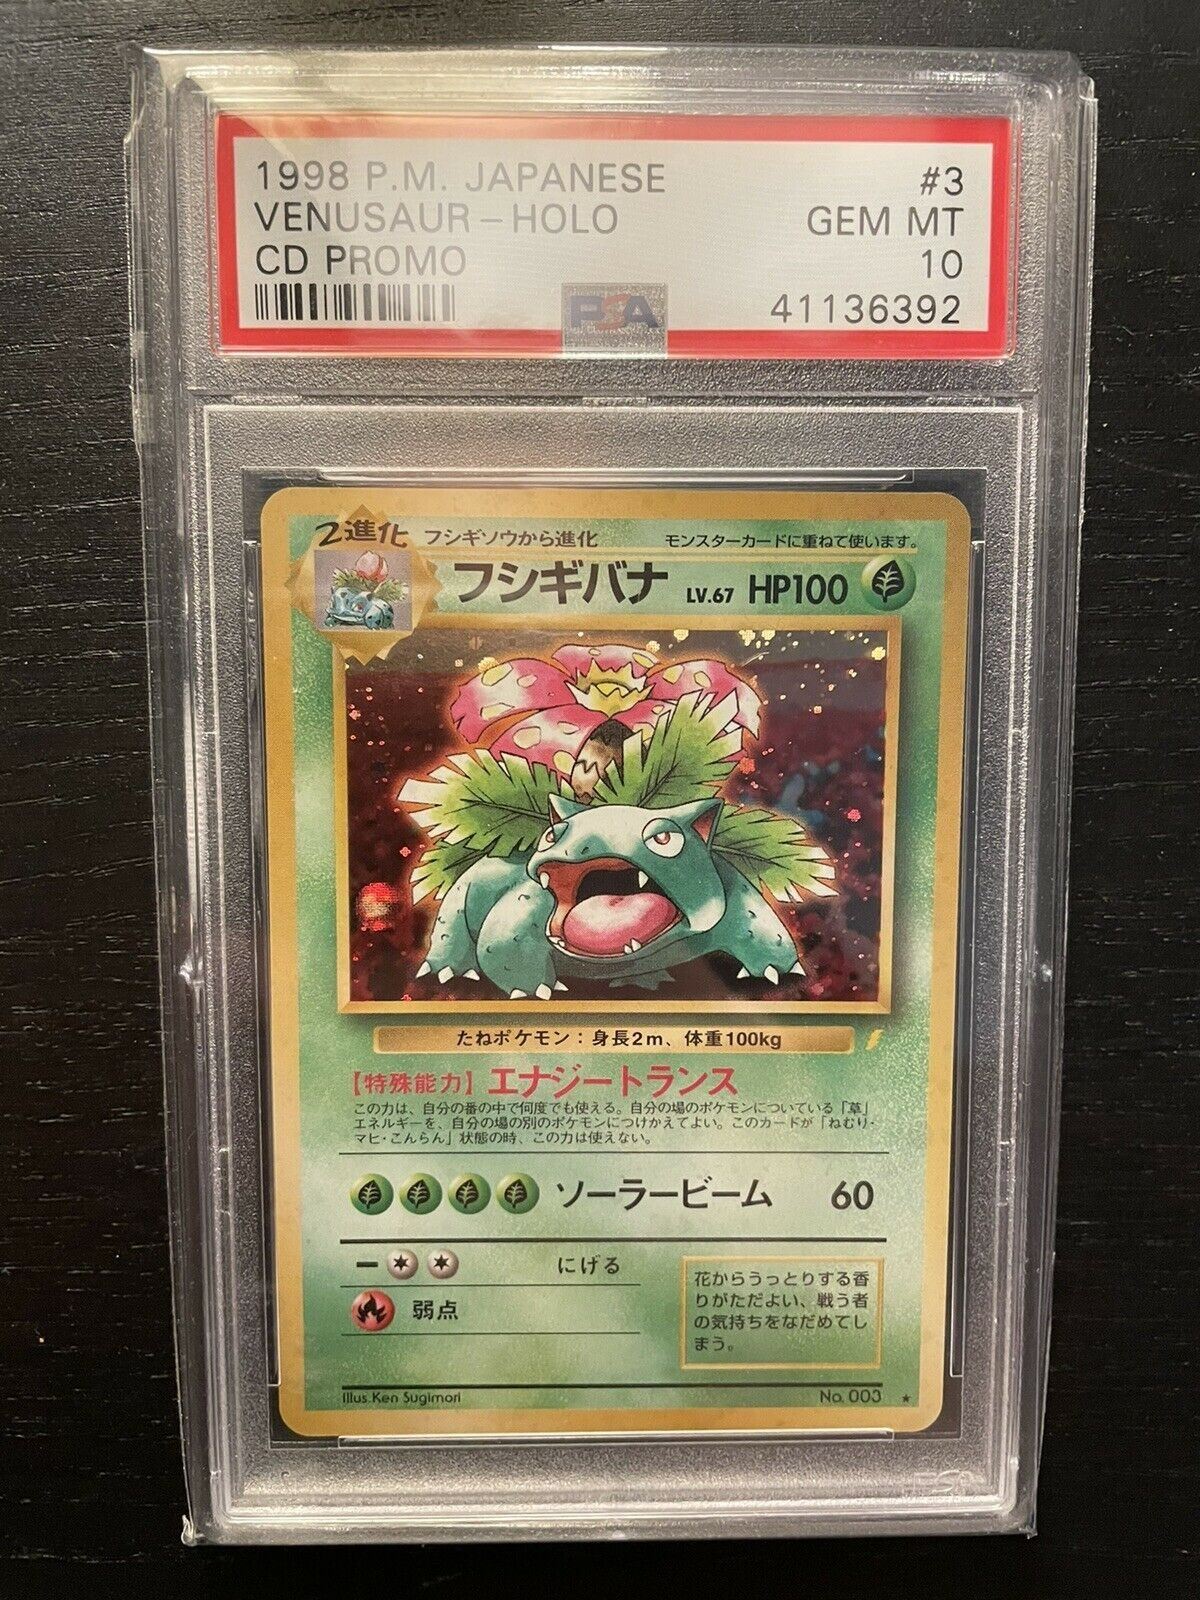 1998 P.M. JAPANESE #3
VENUSAUR-HOLO GEM MT
CD PROMO 10
PSA 41136392
2進化 フシギソウから進化 モンスターカードに重ねて使います。
フシギバナ LV.67 HP100
たねポケモン：身長2m、体重100kg
【特殊能力】エナジートランス
この力は、自分の番の中で何度でも使える。自分の場のポケモンについている「草」
エネルギーを、自分の場の別のポケモンにつけかえてよい。このカードが「ねむり・
マヒ・こんらん」状態の時、この力は使えない。
ソーラービーム 60
にげる
弱点
花からうっとりする香
りがただよい、戦う者
の気持ちをなだめてし
まう。
Illus. Ken Sugimori No. 003 ★